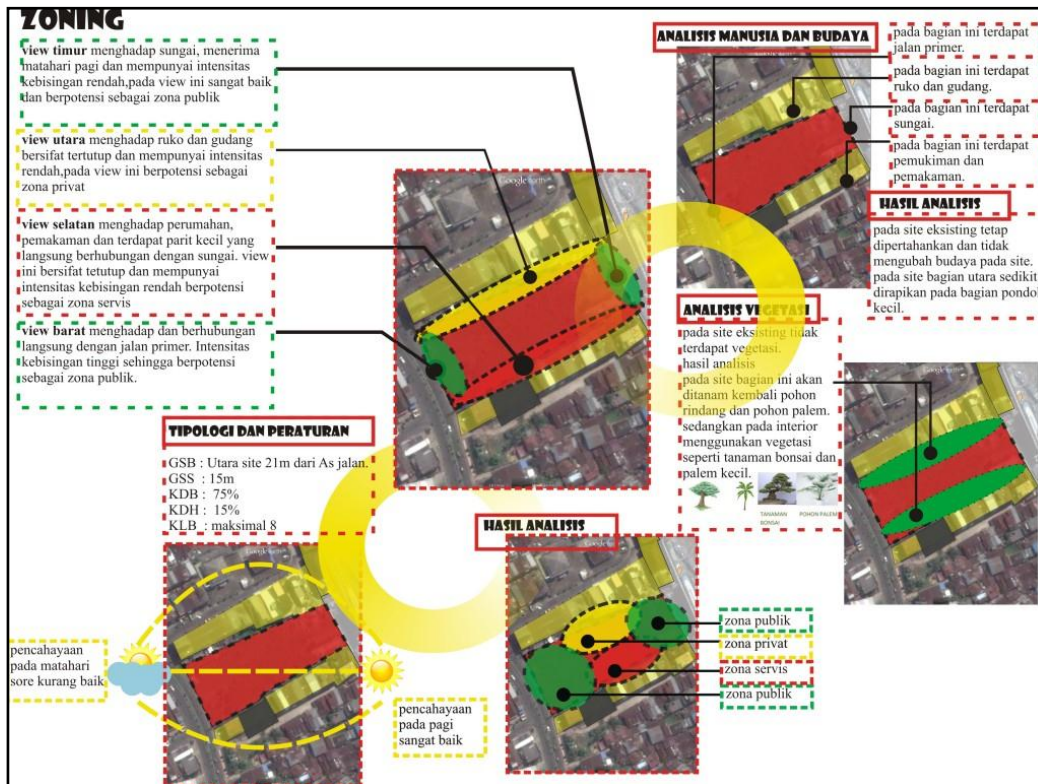 ZONING
view timur menghadap sungai, menerima
matahari pagi dan mempunyai intensitas
kebisingan rendah,pada view ini sangat baik
dan berpotensi sebagai zona publik
view utara menghadap ruko dan gudang
bersifat tertutup dan mempunyai intensitas
rendah,pada view ini berpotensi sebagai
zona privat
view selatan menghadap perumahan,
pemakaman dan terdapat parit kecil yang
langsung berhubungan dengan sungai. view
ini bersifat tetutup dan mempunyai
intensitas kebisingan rendah berpotensi
sebagai zona servis
view barat menghadap dan berhubungan
langsung dengan jalan primer. Intensitas
kebisingan tinggi sehingga berpotensi
sebagai zona publik.
ANALISIS MANUSIA DAN BUDAYA
pada bagian ini terdapat
jalan primer.
pada bagian ini terdapat
ruko dan gudang.
pada bagian ini terdapat
sungai.
pada bagian ini terdapat
pemukiman dan
pemakaman.
HASIL ANALISIS
pada site eksisting tetap
dipertahankan dan tidak
mengubah budaya pada site.
pada site bagian utara sedikit
dirapikan pada bagian pondok
kecil.
ANALISIS VEGETASI
pada site eksisting tidak
terdapat vegetasi.
hasil analisis
pada site bagian ini akan
ditanam kembali pohon
rindang dan pohon palem.
sedangkan pada interior
menggunakan vegetasi
seperti tanaman bonsai dan
palem kecil.
TANAMAN
BONSAI
POHON PALEM
TIPOLOGI DAN PERATURAN
GSB : Utara site 21m dari As jalan.
GSS : 15m
KDB : 75%
KDH : 15%
KLB : maksimal 8
pencahayaan
pada matahari
sore kurang baik
pencahayaan
pada pagi
sangat baik
HASIL ANALISIS
zona publik
zona privat
zona servis
zona publik